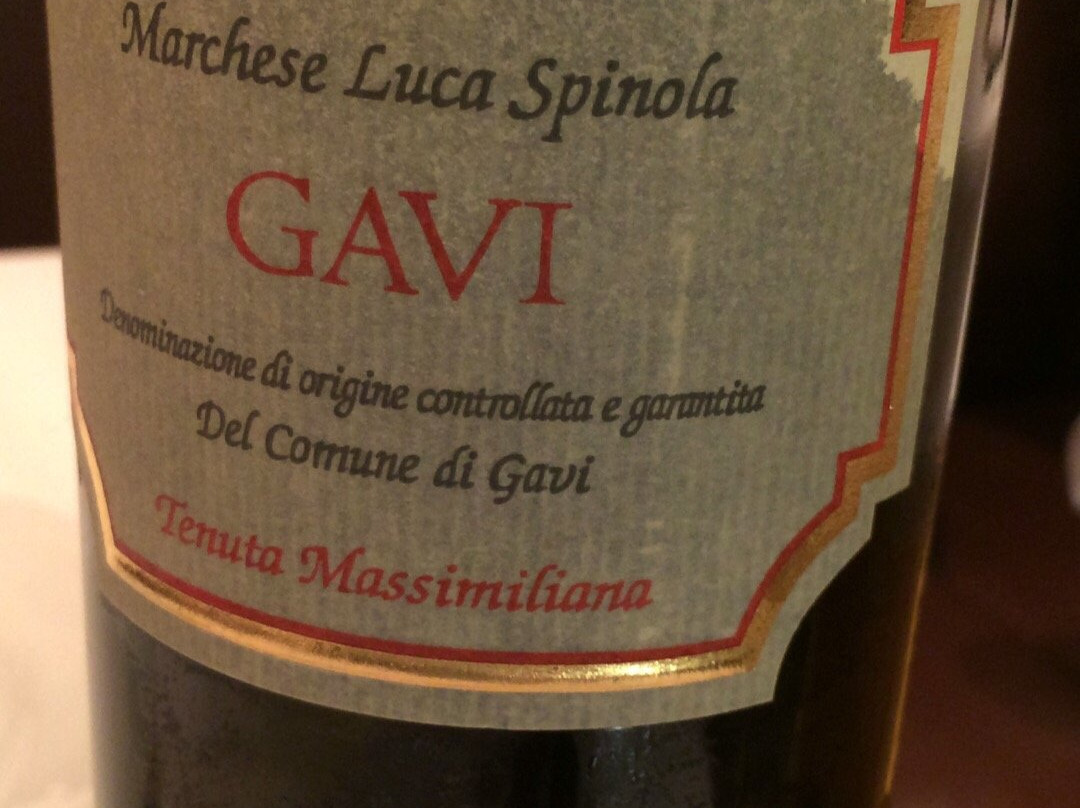 Marchese Luca Spinola
GAVI
Denominazione di origine controllata e garantita
Del Comune di Gavi
Tenuta Massimiliana